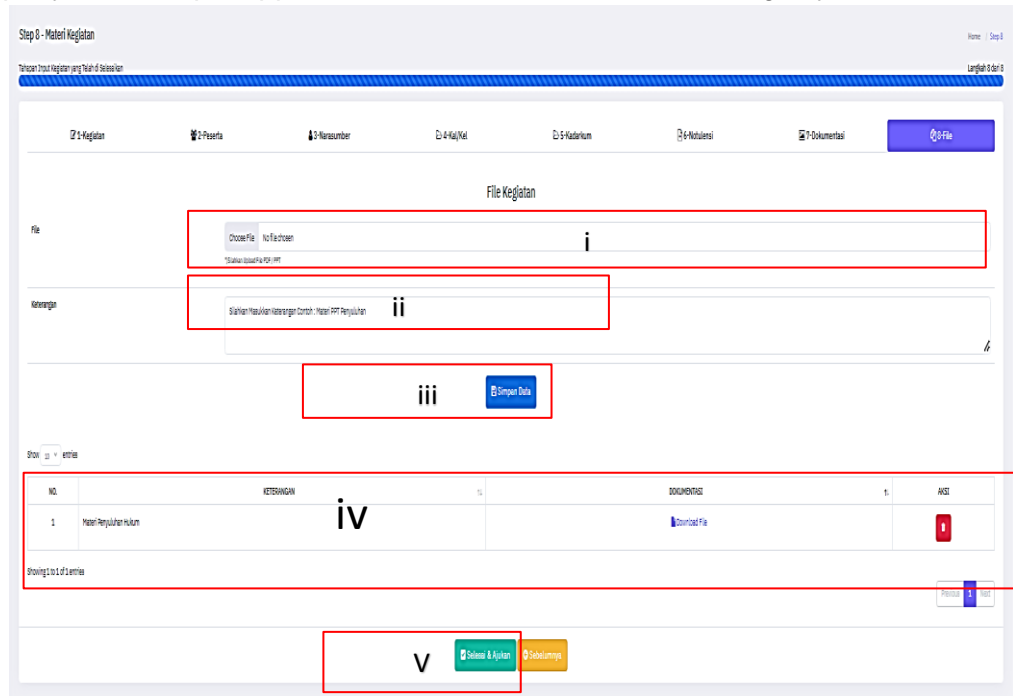 Step 8 - Materi Kegiatan
Home / Step 8
Tahapan Input Kegiatan yang Telah di Selesaikan
Langkah 8 dari 8
1-Kegiatan
2-Peserta
3-Narasumber
4-Kal/Kel
5-Kadarkum
6-Notulensi
7-Dokumentasi
8-File
File Kegiatan
File
Choose File No file chosen
i
*)Silahkan Upload File PDF / PPT
Keterangan
Silahkan Masukkan Keterangan Contoh : Materi PPT Penyuluhan
ii
iii
Simpan Data
Show 10 entries
NO. KETERANGAN DOKUMENTASI AKSI
1 Materi Penyuluhan Hukum Download File
iv
Showing 1 to 1 of 1 entries
Previous 1 Next
V
Selesai & Ajukan
Sebelumnya